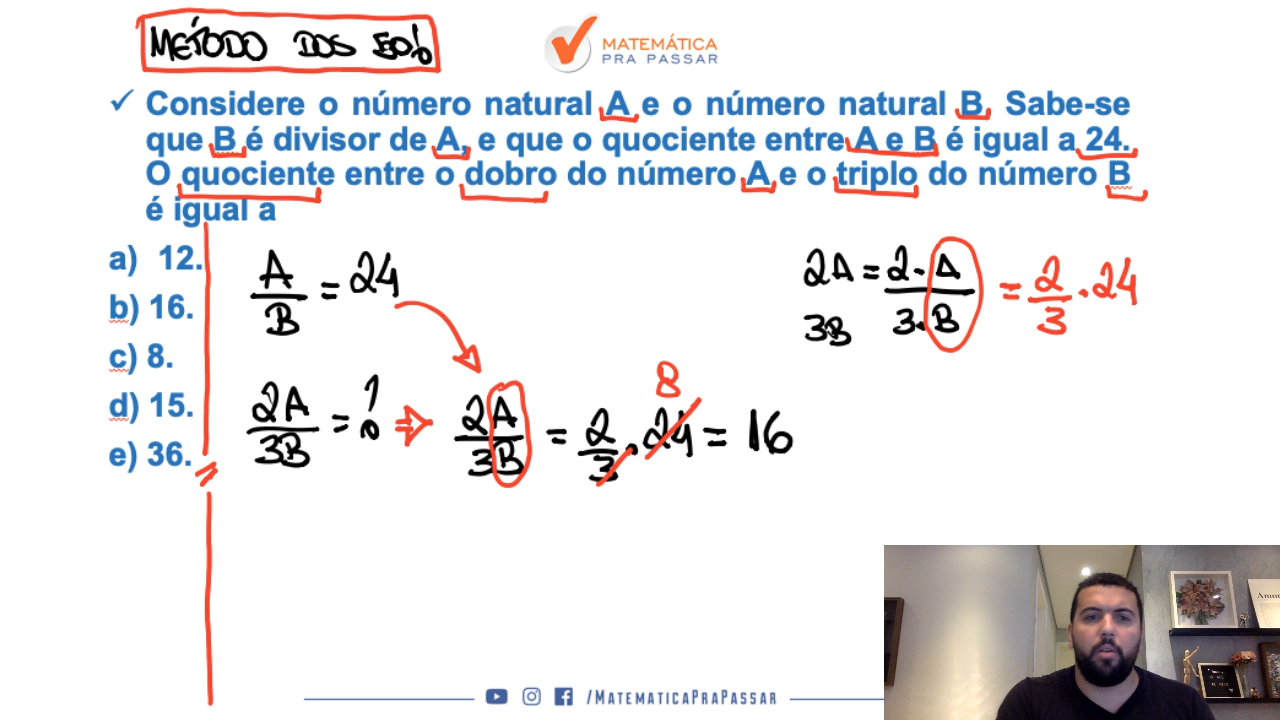 MÉTODO DOS 50%
MATEMÁTICA
PRA PASSAR
✓ Considere o número natural A e o número natural B. Sabe-se
que B é divisor de A, e que o quociente entre A e B é igual a 24.
O quociente entre o dobro do número A e o triplo do número B
é igual a
a) 12.
b) 16.
c) 8.
d) 15.
e) 36.
A/B = 24
2A/3B = ? ⇒ 2A/3B = 2/3 · 24 = 16
8
2A = 2·A = 2 · 24
3B 3·B 3
/MATEMATICAPRAPASSAR